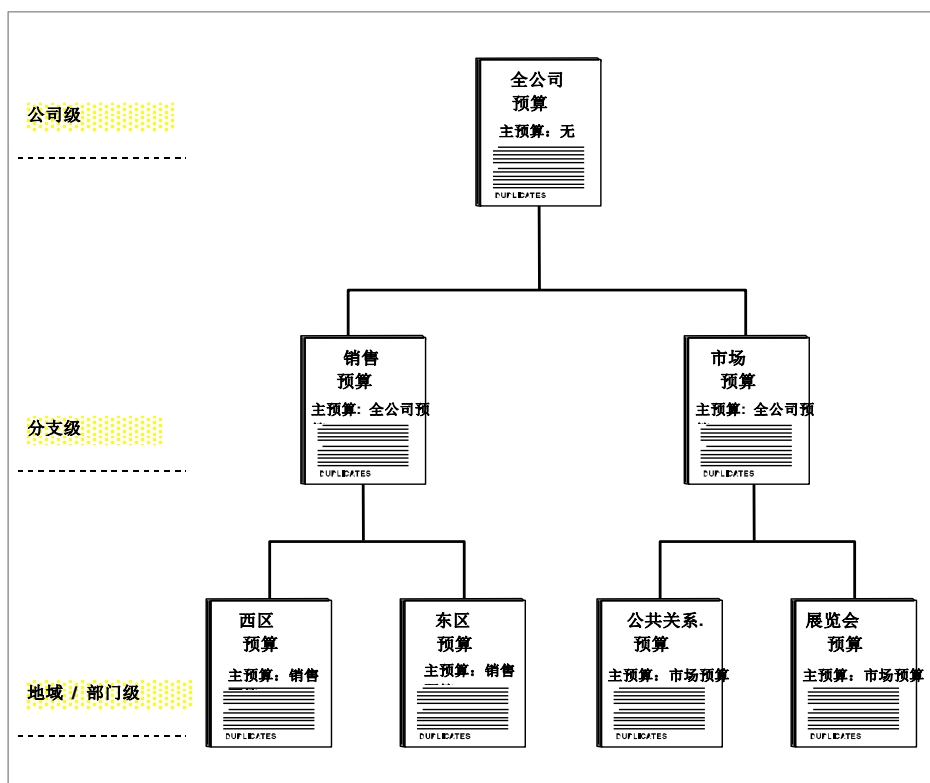 公司级
全公司
预算
主预算：无
DUPLICATES
分支级
销售
预算
主预算: 全公司预
DUPLICATES
市场
预算
主预算: 全公司预
DUPLICATES
地域 / 部门级
西区
预算
主预算：销售
DUPLICATES
东区
预算
主预算：销售
DUPLICATES
公共关系.
预算
主预算：市场预算
DUPLICATES
展览会
预算
主预算：市场预算
DUPLICATES